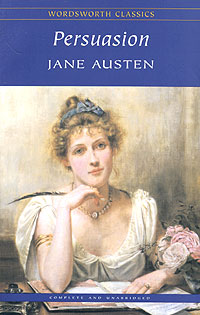 WORDSWORTH CLASSICS
Persuasion
JANE AUSTEN
COMPLETE AND UNABRIDGED